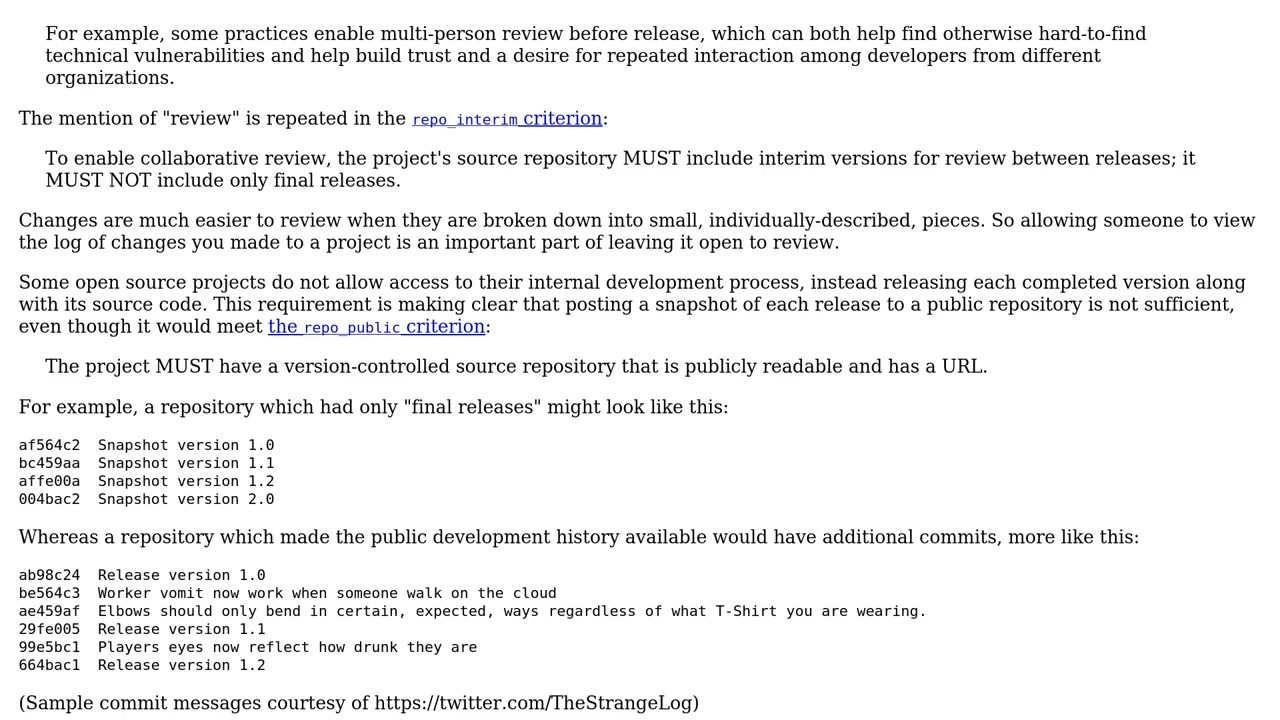 For example, some practices enable multi-person review before release, which can both help find otherwise hard-to-find
technical vulnerabilities and help build trust and a desire for repeated interaction among developers from different
organizations.
The mention of "review" is repeated in the repo_interim criterion:
To enable collaborative review, the project's source repository MUST include interim versions for review between releases; it
MUST NOT include only final releases.
Changes are much easier to review when they are broken down into small, individually-described, pieces. So allowing someone to view
the log of changes you made to a project is an important part of leaving it open to review.
Some open source projects do not allow access to their internal development process, instead releasing each completed version along
with its source code. This requirement is making clear that posting a snapshot of each release to a public repository is not sufficient,
even though it would meet the repo_public criterion:
The project MUST have a version-controlled source repository that is publicly readable and has a URL.
For example, a repository which had only "final releases" might look like this:
af564c2  Snapshot version 1.0
bc459aa  Snapshot version 1.1
affe00a  Snapshot version 1.2
004bac2  Snapshot version 2.0
Whereas a repository which made the public development history available would have additional commits, more like this:
ab98c24  Release version 1.0
be564c3  Worker vomit now work when someone walk on the cloud
ae459af  Elbows should only bend in certain, expected, ways regardless of what T-Shirt you are wearing.
29fe005  Release version 1.1
99e5bc1  Players eyes now reflect how drunk they are
664bac1  Release version 1.2
(Sample commit messages courtesy of https://twitter.com/TheStrangeLog)